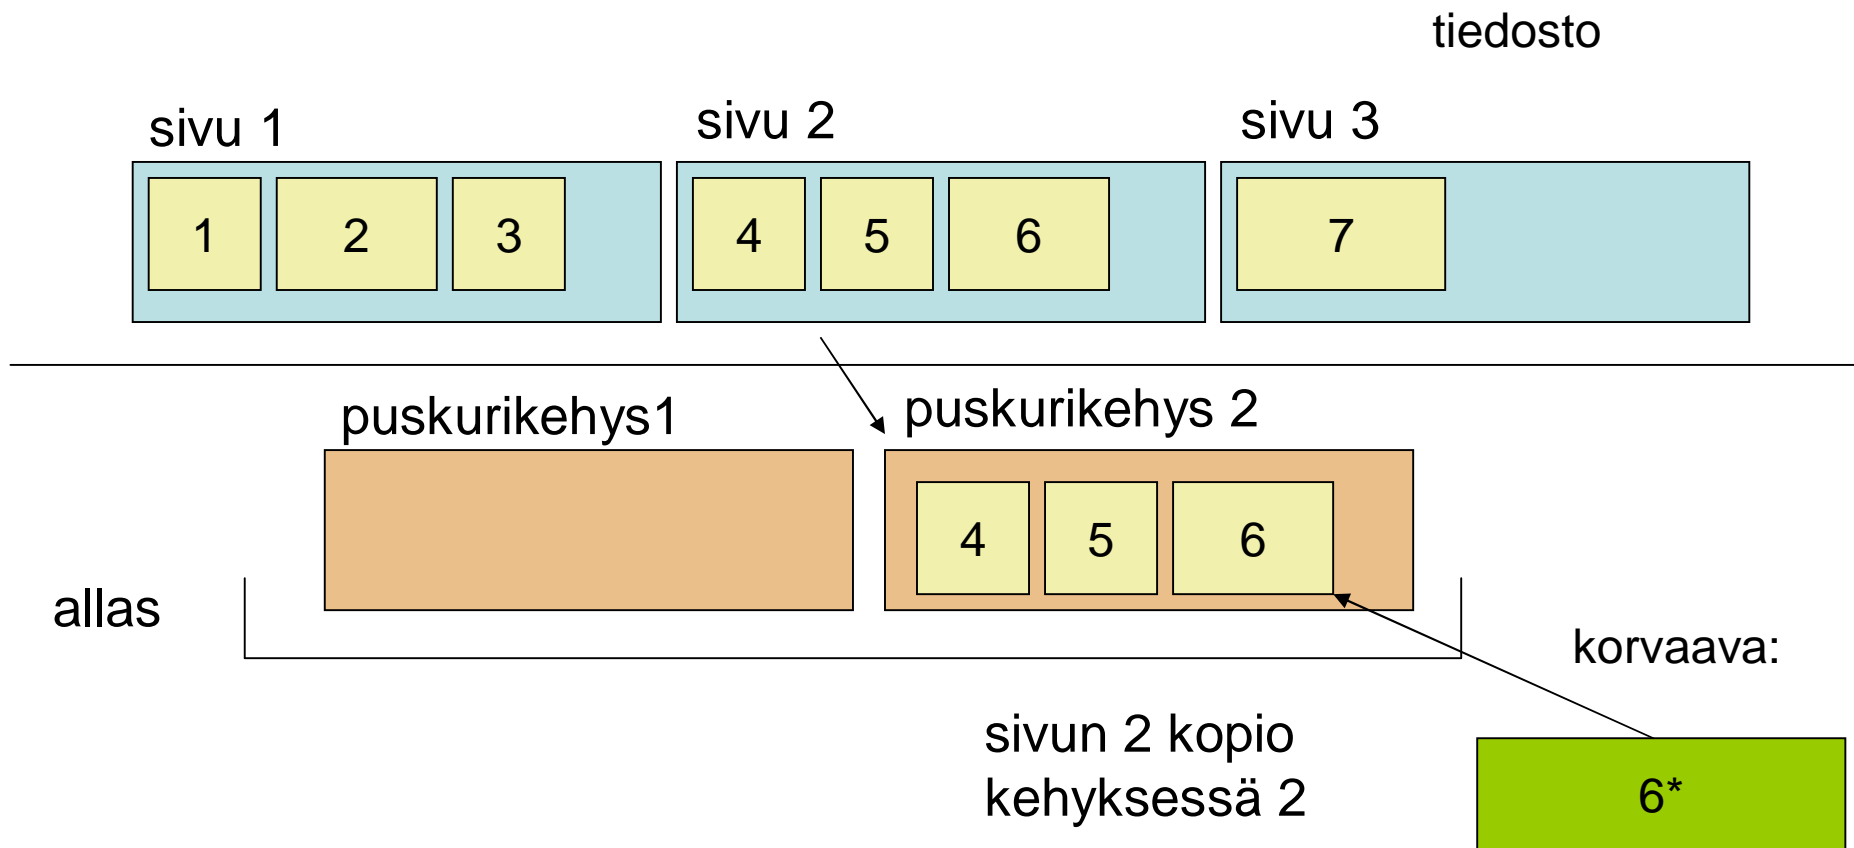 tiedosto
sivu 1
sivu 2
sivu 3
1
2
3
4
5
6
7
puskurikehys1
puskurikehys 2
4
5
6
allas
korvaava:
sivun 2 kopio
kehyksessä 2
6*